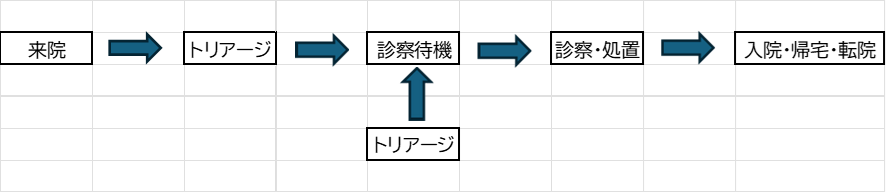 来院
トリアージ
診察待機
診察・処置
入院・帰宅・転院
トリアージ